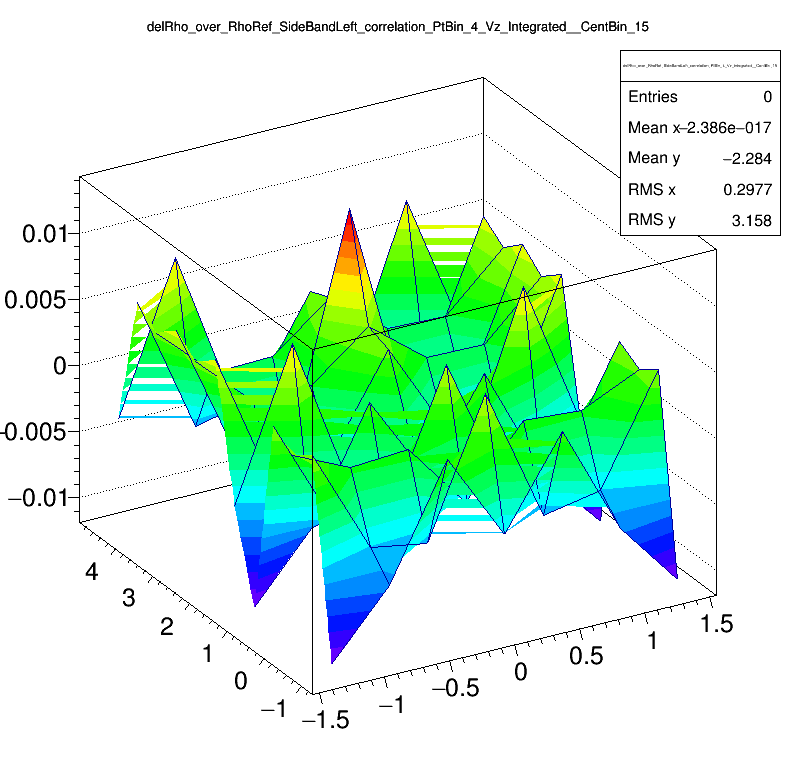 delRho_over_RhoRef_SideBandLeft_correlation_PtBin_4_Vz_Integrated__CentBin_15
delRho_over_RhoRef_SideBandLeft_correlation_PtBin_4_Vz_Integrated__CentBin_15
Entries 0
Mean x −2.386e−017
Mean y −2.284
RMS x 0.2977
RMS y 3.158
0.01
0.005
0
−0.005
−0.01
4
3
2
1
0
−1
−1.5
−1
−0.5
0
0.5
1
1.5